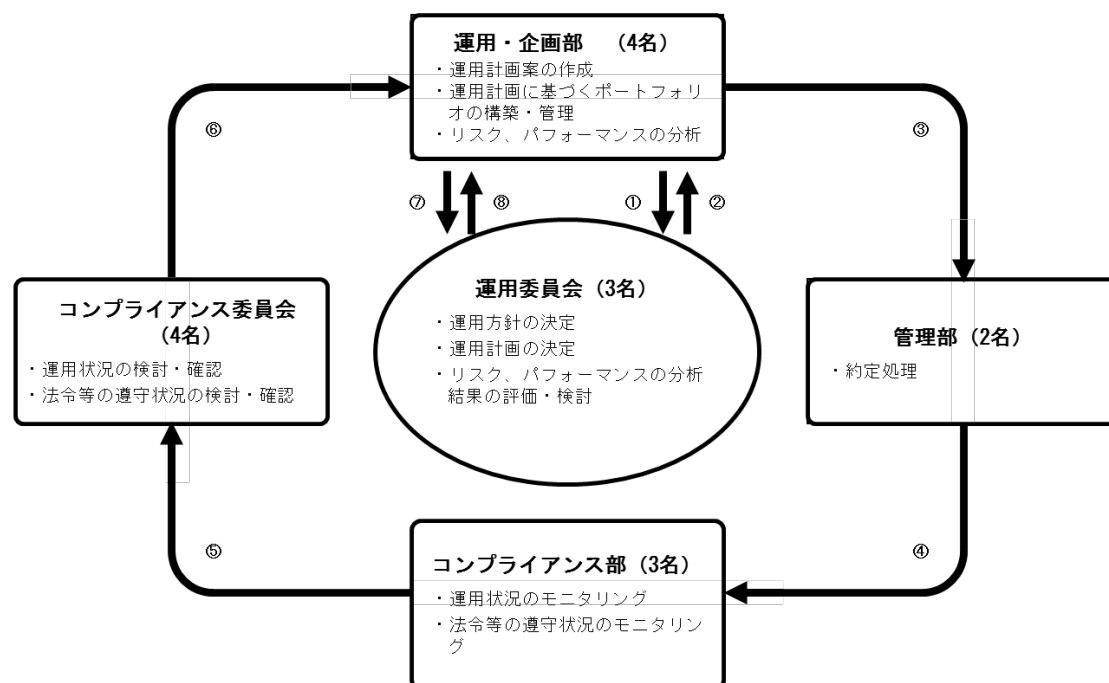 運用・企画部 (4名)
・運用計画案の作成
・運用計画に基づくポートフォリ
オの構築・管理
・リスク、パフォーマンスの分析
⑥
③
⑦
⑧
①
②
運用委員会(3名)
・運用方針の決定
・運用計画の決定
・リスク、パフォーマンスの分析
結果の評価・検討
コンプライアンス委員会
(4名)
・運用状況の検討・確認
・法令等の遵守状況の検討・確認
管理部(2名)
・約定処理
⑤
④
コンプライアンス部(3名)
・運用状況のモニタリング
・法令等の遵守状況のモニタリン
グ